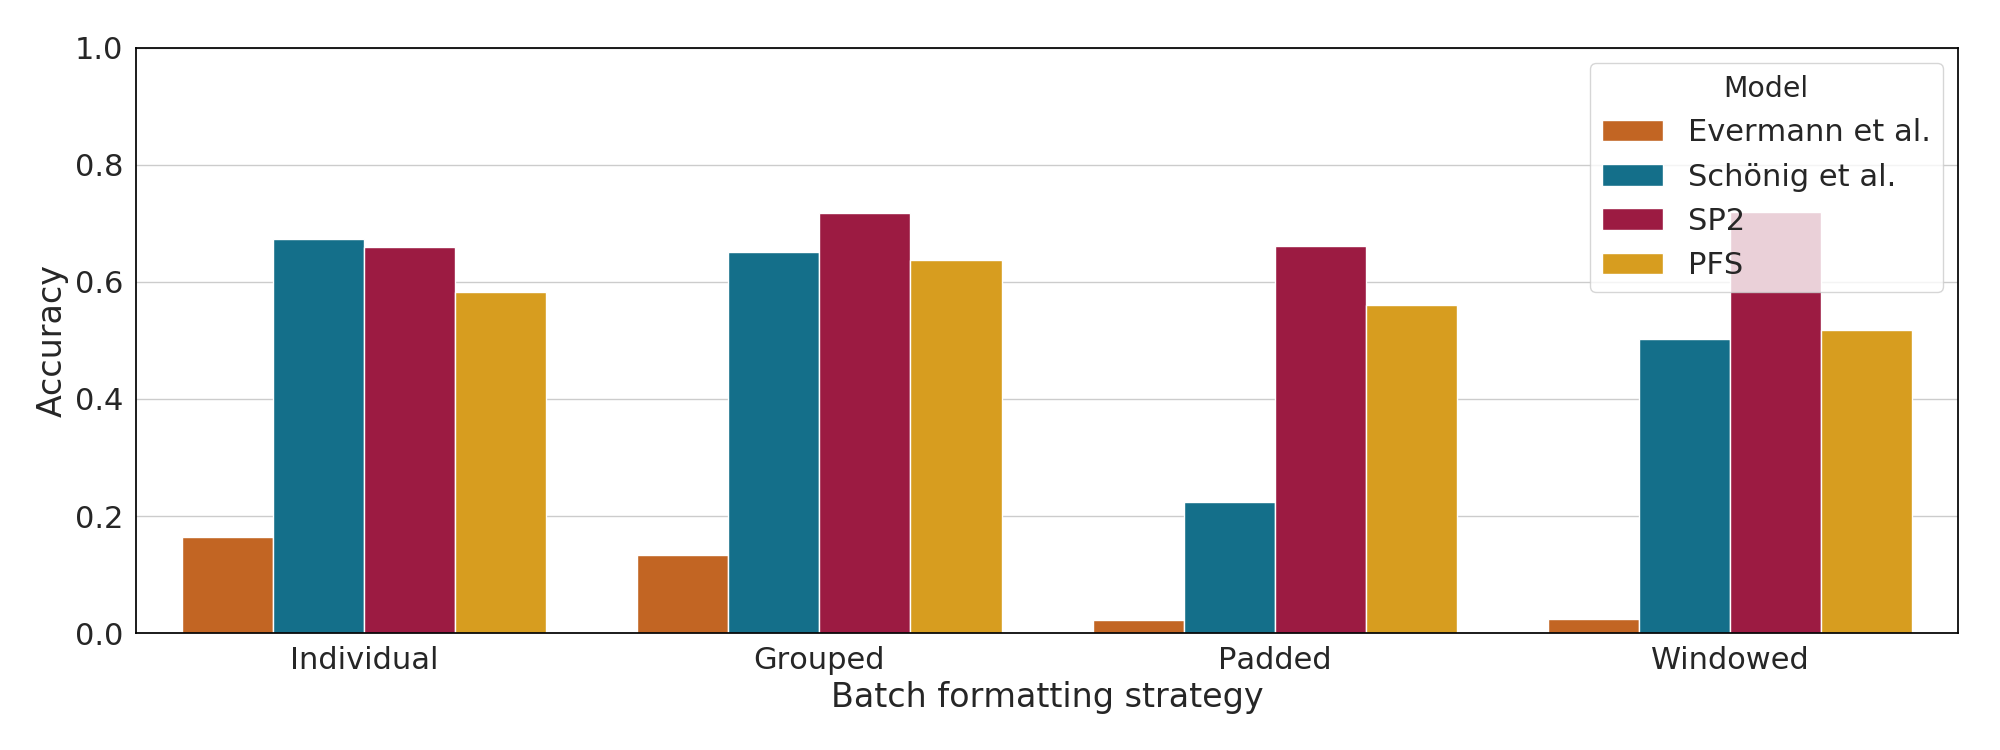 1.0
0.8
0.6
0.4
0.2
0.0
Accuracy
Model
Evermann et al.
Schönig et al.
SP2
PFS
Individual
Grouped
Padded
Windowed
Batch formatting strategy